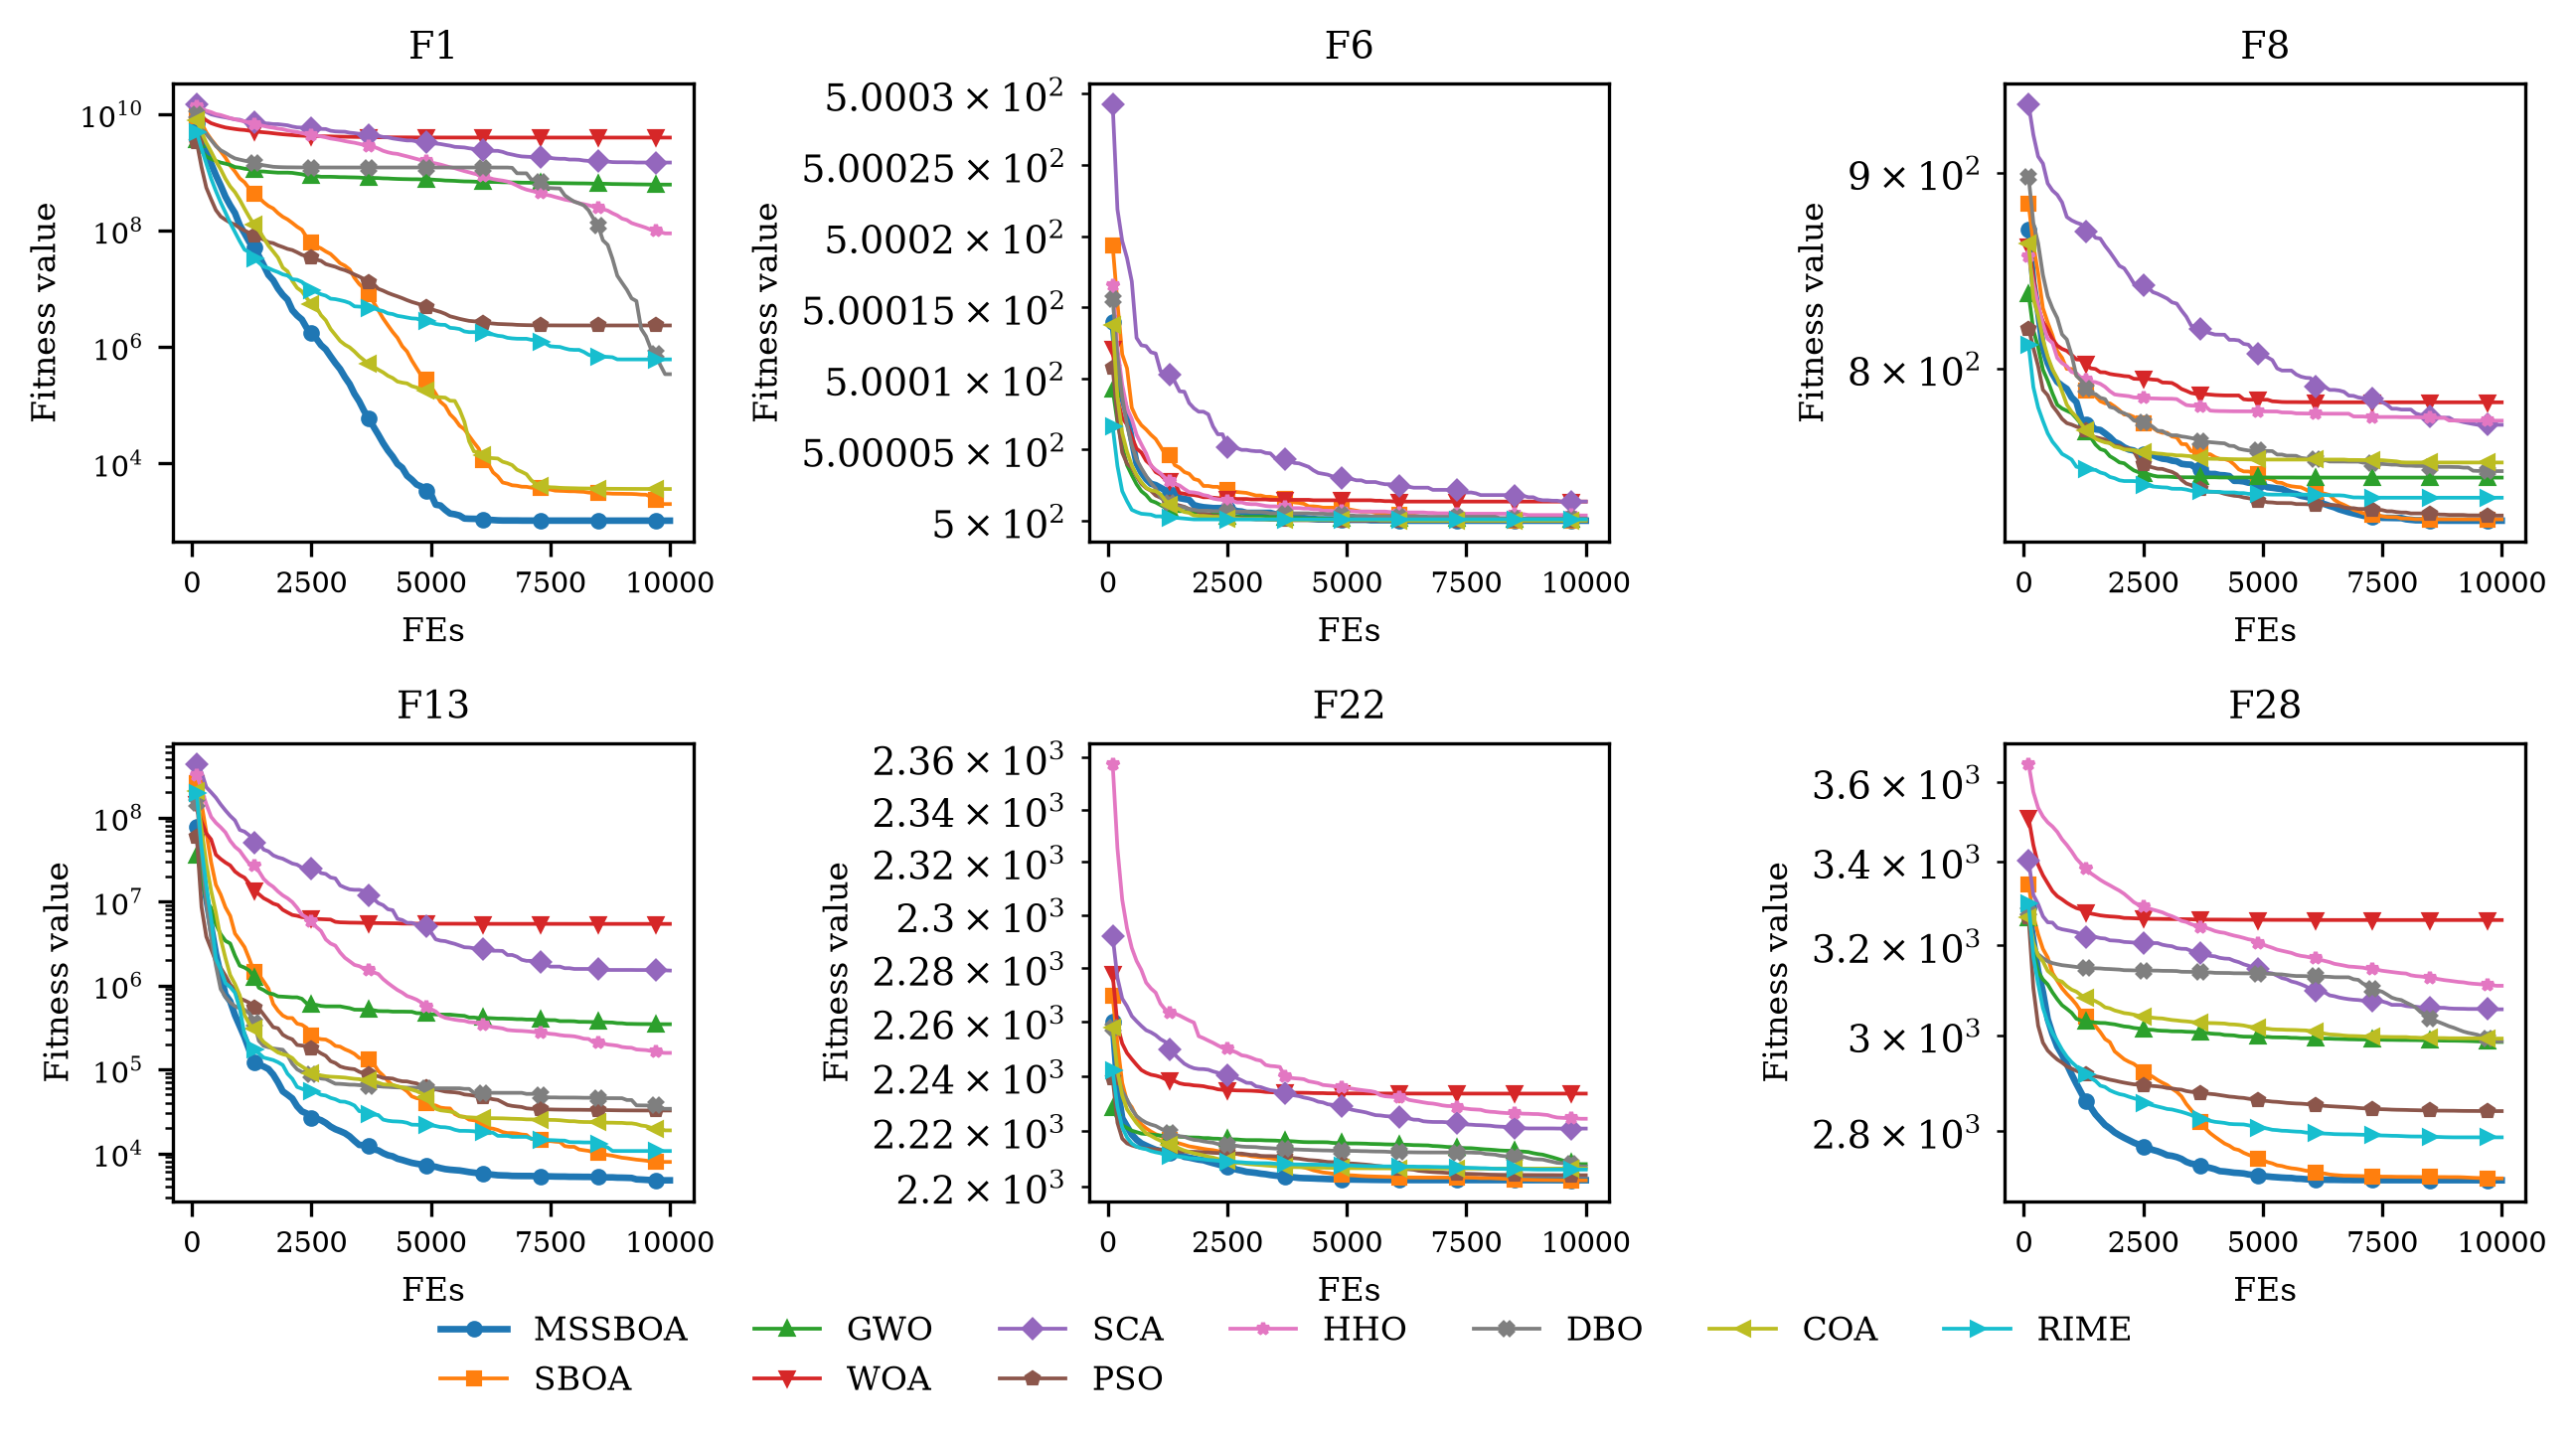 F1
F6
F8
Fitness value
10^10
10^8
10^6
10^4
0 2500 5000 7500 10000
FEs
Fitness value
5.0003 × 10^2
5.00025 × 10^2
5.0002 × 10^2
5.00015 × 10^2
5.0001 × 10^2
5.00005 × 10^2
5 × 10^2
0 2500 5000 7500 10000
FEs
Fitness value
9 × 10^2
8 × 10^2
0 2500 5000 7500 10000
FEs
F13
F22
F28
Fitness value
10^8
10^7
10^6
10^5
10^4
0 2500 5000 7500 10000
FEs
Fitness value
2.36 × 10^3
2.34 × 10^3
2.32 × 10^3
2.3 × 10^3
2.28 × 10^3
2.26 × 10^3
2.24 × 10^3
2.22 × 10^3
2.2 × 10^3
0 2500 5000 7500 10000
FEs
Fitness value
3.6 × 10^3
3.4 × 10^3
3.2 × 10^3
3 × 10^3
2.8 × 10^3
0 2500 5000 7500 10000
FEs
MSSBOA GWO SCA HHO DBO COA RIME
SBOA WOA PSO